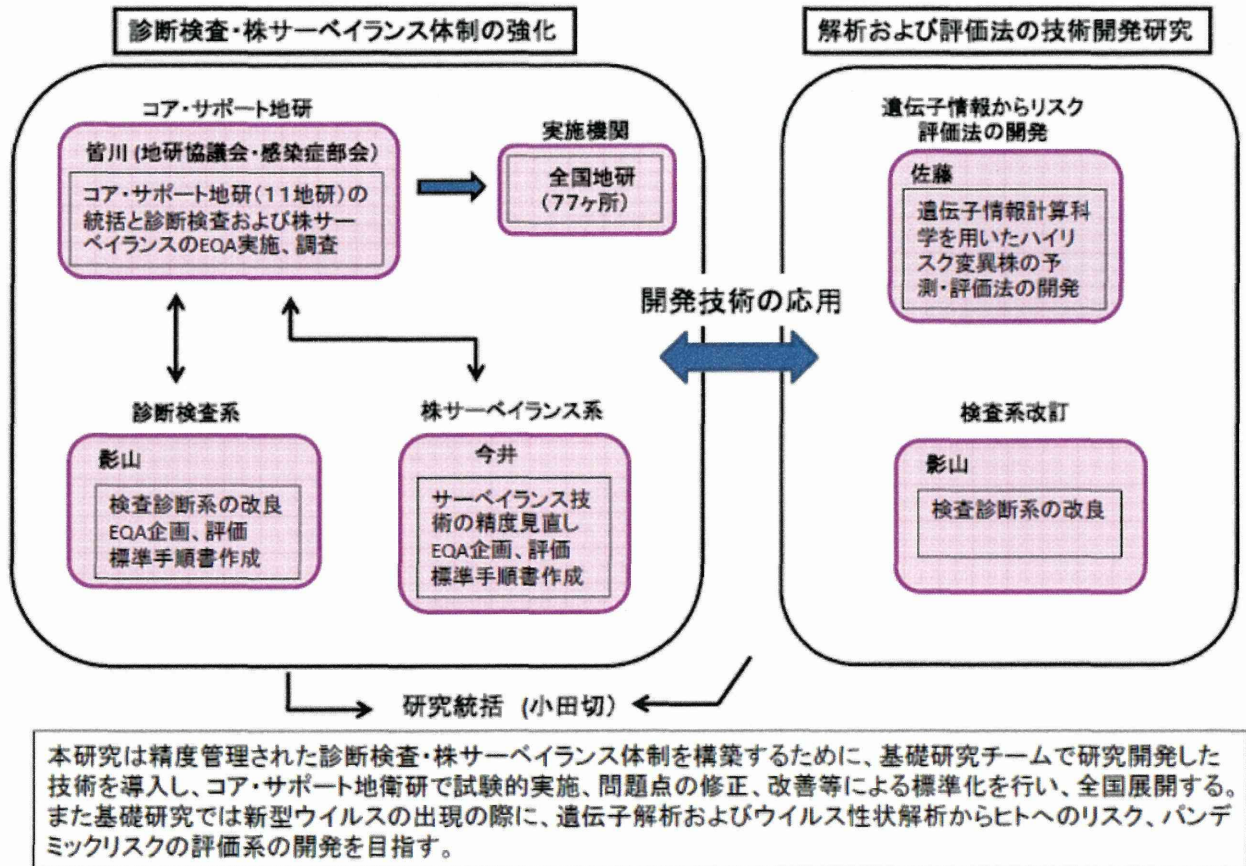 診断検査・株サーベイランス体制の強化
コア・サポート地研
皆川 (地研協議会・感染症部会)
コア・サポート地研(11地研)の
統括と診断検査および株サー
ベイランスのEQA実施、調査
実施機関
全国地研
(77ヶ所)
診断検査系
影山
検査診断系の改良
EQA企画、評価
標準手順書作成
株サーベイランス系
今井
サーベイランス技
術の精度見直し
EQA企画、評価
標準手順書作成
開発技術の応用
解析および評価法の技術開発研究
遺伝子情報からリスク
評価法の開発
佐藤
遺伝子情報計算科
学を用いたハイリ
スク変異株の予
測・評価法の開発
検査系改訂
影山
検査診断系の改良
研究統括 (小田切)
本研究は精度管理された診断検査・株サーベイランス体制を構築するために、基礎研究チームで研究開発した
技術を導入し、コア・サポート地衛研で試験的実施、問題点の修正、改善等による標準化を行い、全国展開する。
また基礎研究では新型ウイルスの出現の際に、遺伝子解析およびウイルス性状解析からヒトへのリスク、パンデ
ミックリスクの評価系の開発を目指す。